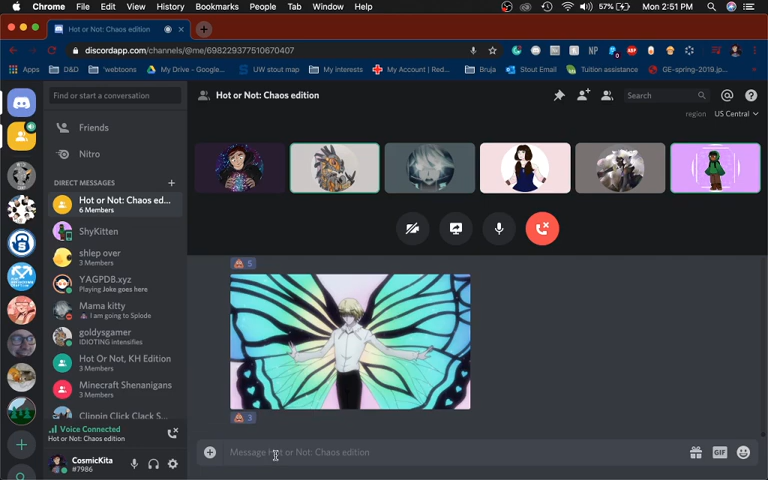 Chrome File Edit View History Bookmarks People Tab Window Help
57% Mon 2:51 PM
Hot or Not: Chaos edition
discordapp.com/channels/@me/698229377510670407
Apps D&D *webtoons My Drive - Google... UW stout map My interests My Account | Red... Bruja Stout Email Tuition assistance GE-spring-2019.jp...
Find or start a conversation
Hot or Not: Chaos edition
Search
region US Central
Friends
Nitro
DIRECT MESSAGES
Hot or Not: Chaos ed...
6 Members
ShyKitten
shlep over
3 Members
YAGPDB.xyz
Playing Joke goes here
Mama kitty
I am going to Splode
goldysgamer
IDIOTING intensifies
Hot Or Not, KH Edition
3 Members
Minecraft Shenanigans
3 Members
Clippin Click Clack S...
5
3
Voice Connected
Hot or Not: Chaos edition
CosmicKita
#7986
Message Hot or Not: Chaos edition
GIF